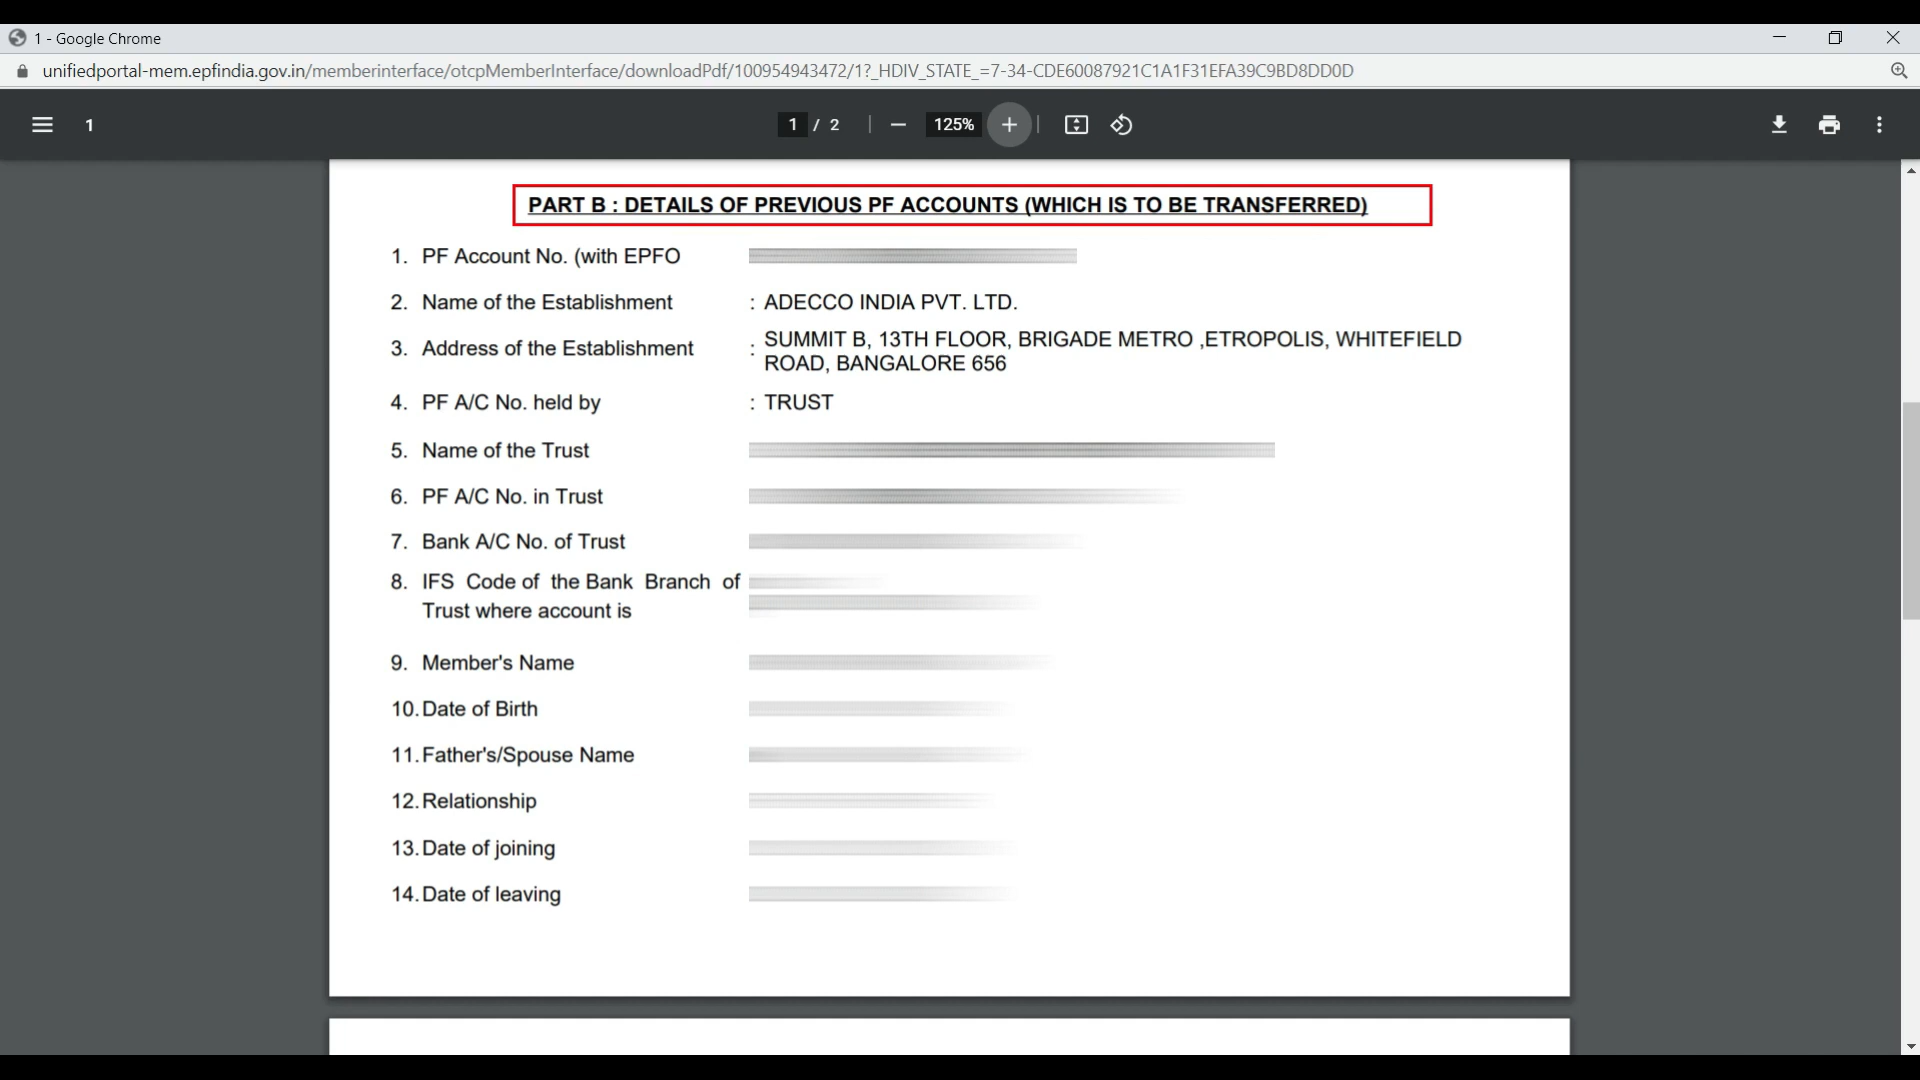 1 - Google Chrome
unifiedportal-mem.epfindia.gov.in/memberinterface/otcpMemberInterface/downloadPdf/100954943472/1?_HDIV_STATE_=7-34-CDE60087921C1A1F31EFA39C9BD8DD0D
1
1 / 2
125%
PART B : DETAILS OF PREVIOUS PF ACCOUNTS (WHICH IS TO BE TRANSFERRED)
1. PF Account No. (with EPFO
2. Name of the Establishment : ADECCO INDIA PVT. LTD.
3. Address of the Establishment : SUMMIT B, 13TH FLOOR, BRIGADE METRO ,ETROPOLIS, WHITEFIELD
ROAD, BANGALORE 656
4. PF A/C No. held by : TRUST
5. Name of the Trust
6. PF A/C No. in Trust
7. Bank A/C No. of Trust
8. IFS Code of the Bank Branch of
Trust where account is
9. Member's Name
10. Date of Birth
11. Father's/Spouse Name
12. Relationship
13. Date of joining
14. Date of leaving